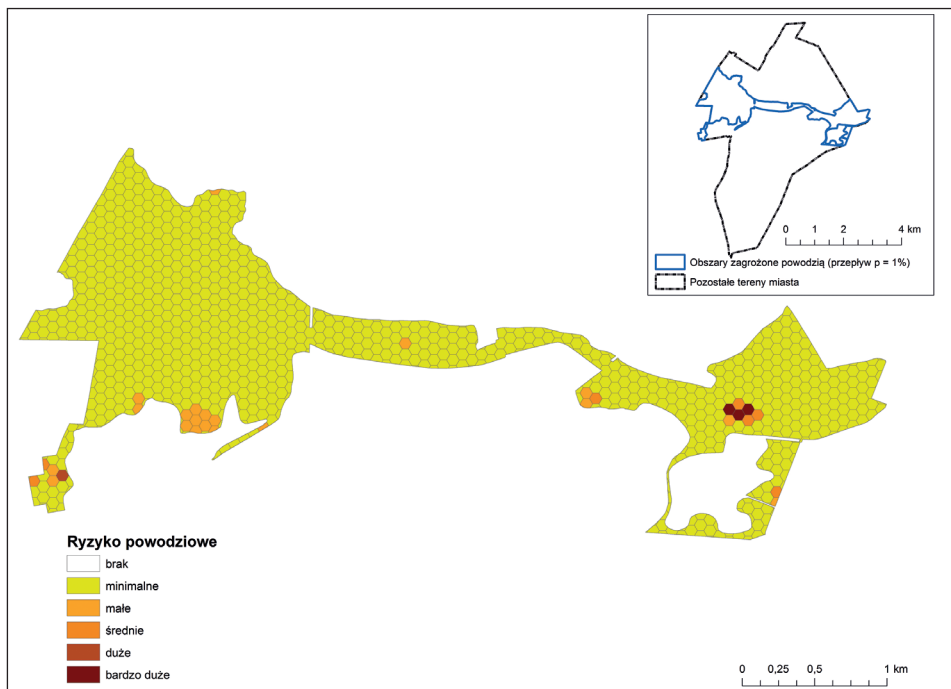 0 1 2 4 km
Obszary zagrożone powodzią (przepływ p = 1%)
Pozostałe tereny miasta
Ryzyko powodziowe
brak
minimalne
małe
średnie
duże
bardzo duże
0 0,25 0,5 1 km